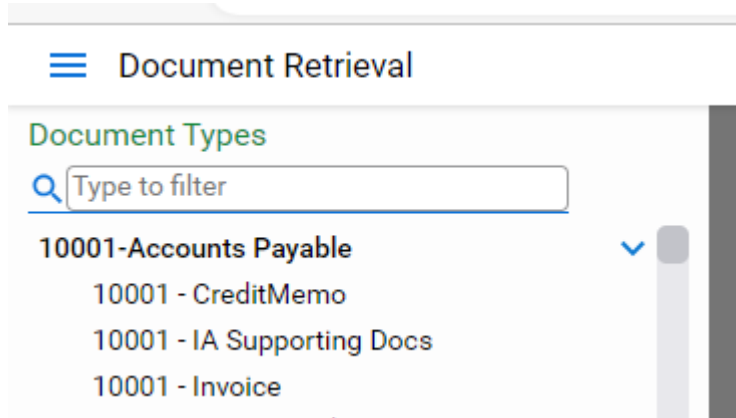 Document Retrieval
Document Types
Type to filter
10001-Accounts Payable
10001 - CreditMemo
10001 - IA Supporting Docs
10001 - Invoice